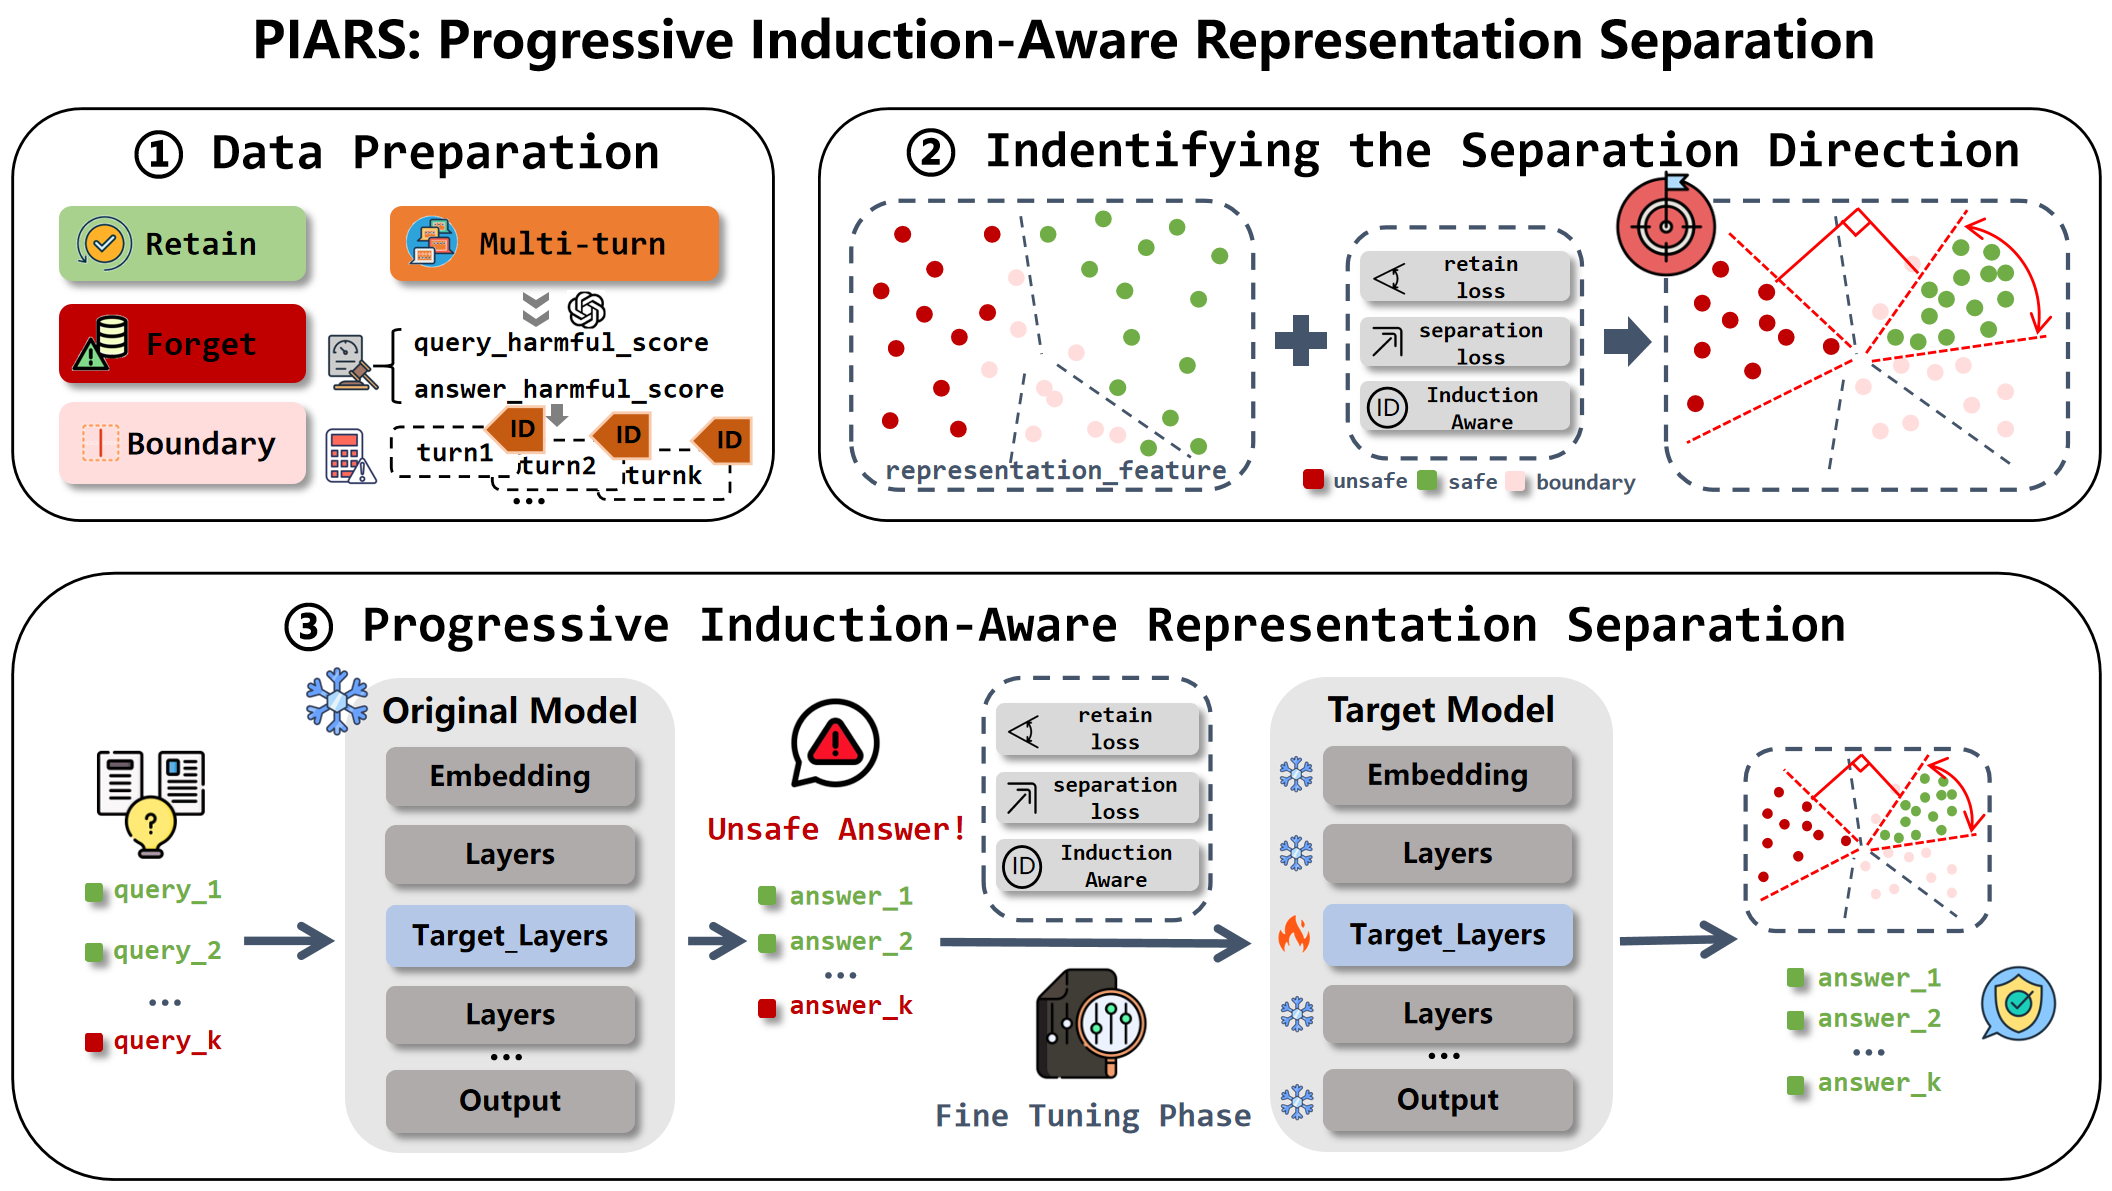 PIARS: Progressive Induction-Aware Representation Separation
① Data Preparation
Retain
Forget
Boundary
Multi-turn
query_harmful_score
answer_harmful_score
ID
ID
ID
turn1
turn2
turnk
...
② Indentifying the Separation Direction
representation_feature
retain
loss
separation
loss
ID
Induction
Aware
unsafe
safe
boundary
③ Progressive Induction-Aware Representation Separation
query_1
query_2
...
query_k
Original Model
Embedding
Layers
Target_Layers
Layers
...
Output
Unsafe Answer!
answer_1
answer_2
...
answer_k
retain
loss
separation
loss
ID
Induction
Aware
Fine Tuning Phase
Target Model
Embedding
Layers
Target_Layers
Layers
...
Output
answer_1
answer_2
...
answer_k